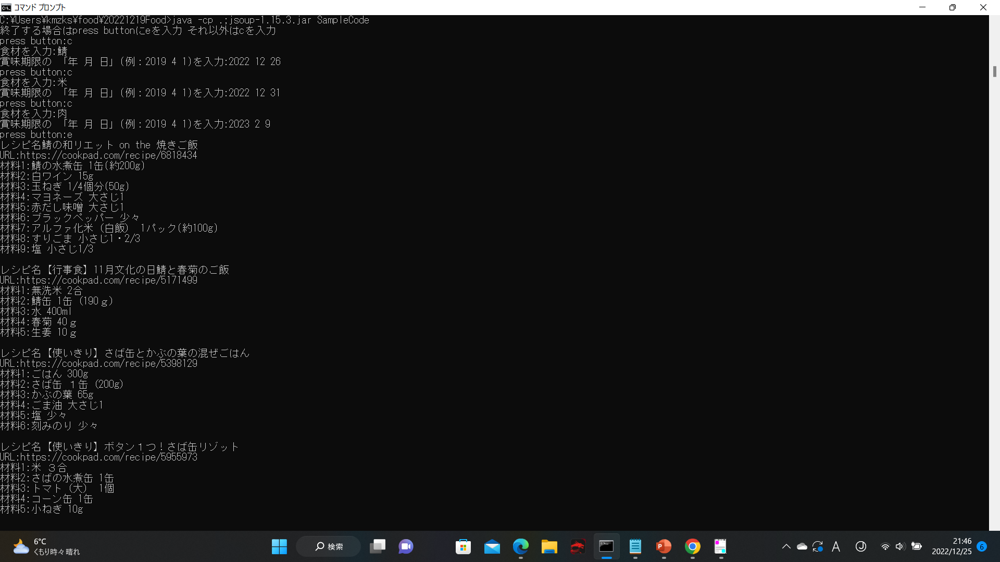 コマンド プロンプト
C:¥Users¥kmzks¥food¥20221219Food>java -cp .;jsoup-1.15.3.jar SampleCode
終了する場合はpress buttonにeを入力 それ以外はcを入力
press button:c
食材を入力:鯖
賞味期限の 「年 月 日」(例：2019 4 1)を入力:2022 12 26
press button:c
食材を入力:米
賞味期限の 「年 月 日」(例：2019 4 1)を入力:2022 12 31
press button:c
食材を入力:肉
賞味期限の 「年 月 日」(例：2019 4 1)を入力:2023 2 9
press button:e
レシピ名鯖の和リエット on the 焼きご飯
URL:https://cookpad.com/recipe/6818434
材料1:鯖の水煮缶 1缶(約200g)
材料2:白ワイン 15g
材料3:玉ねぎ 1/4個分(50g)
材料4:マヨネーズ 大さじ1
材料5:赤だし味噌 大さじ1
材料6:ブラックペッパー 少々
材料7:アルファ化米（白飯） 1パック(約100g)
材料8:すりごま 小さじ1・2/3
材料9:塩 小さじ1/3

レシピ名【行事食】11月文化の日鯖と春菊のご飯
URL:https://cookpad.com/recipe/5171499
材料1:無洗米 2合
材料2:鯖缶 1缶（190ｇ）
材料3:水 400ml
材料4:春菊 40ｇ
材料5:生姜 10ｇ

レシピ名【使いきり】さば缶とかぶの葉の混ぜごはん
URL:https://cookpad.com/recipe/5398129
材料1:ごはん 300g
材料2:さば缶 １缶（200g）
材料3:かぶの葉 65g
材料4:ごま油 大さじ1
材料5:塩 少々
材料6:刻みのり 少々

レシピ名【使いきり】ボタン１つ！さば缶リゾット
URL:https://cookpad.com/recipe/5955973
材料1:米 ３合
材料2:さばの水煮缶 1缶
材料3:トマト（大） 1個
材料4:コーン缶 1缶
材料5:小ねぎ 10g
6°C
くもり時々晴れ
検索
A
21:46
2022/12/25
6